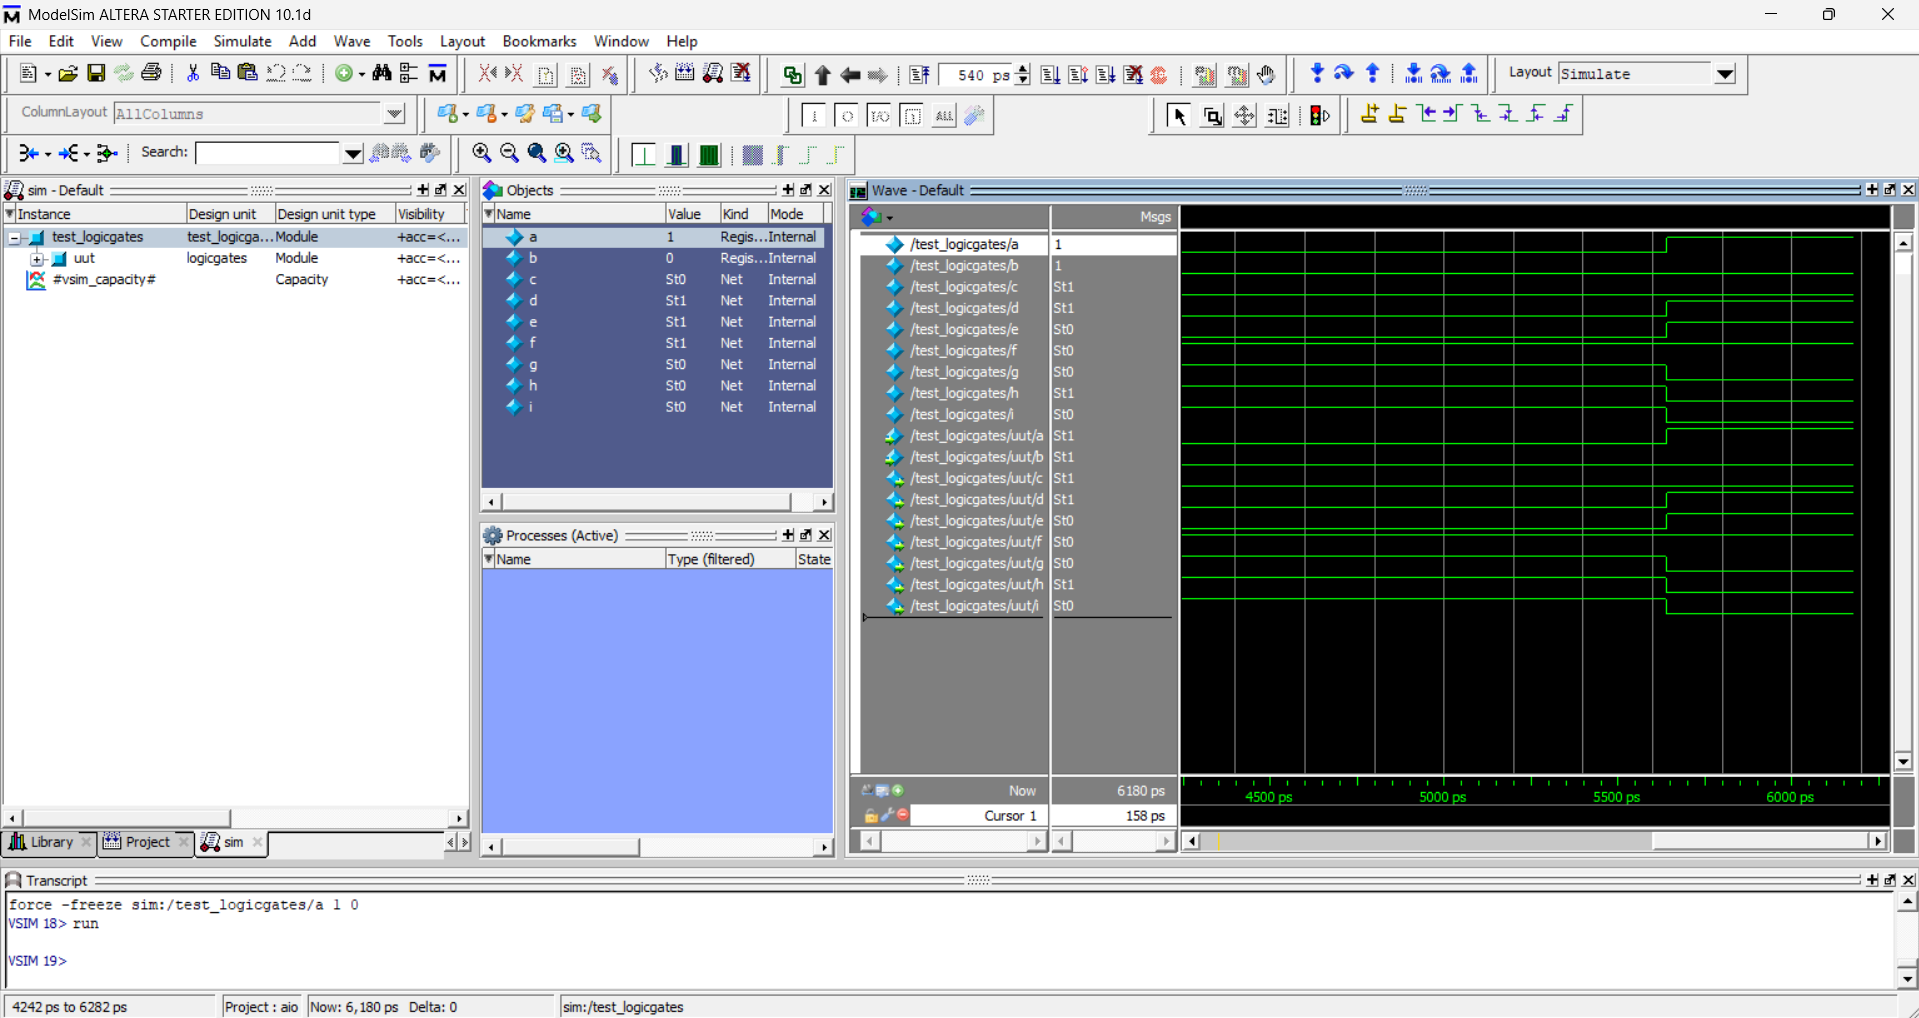 ModelSim ALTERA STARTER EDITION 10.1d
File Edit View Compile Simulate Add Wave Tools Layout Bookmarks Window Help
540 ps
Layout Simulate
ColumnLayout AllColumns
ALL
Search:
sim - Default
Instance Design unit Design unit type Visibility
test_logicgates test_logicga... Module +acc=<...
uut logicgates Module +acc=<...
#vsim_capacity# Capacity +acc=<...
Library Project sim
Objects
Name Value Kind Mode
a 1 Regis... Internal
b 0 Regis... Internal
c St0 Net Internal
d St1 Net Internal
e St1 Net Internal
f St1 Net Internal
g St0 Net Internal
h St0 Net Internal
i St0 Net Internal
Processes (Active)
Name Type (filtered) State
Wave - Default
Msgs
/test_logicgates/a 1
/test_logicgates/b 1
/test_logicgates/c St1
/test_logicgates/d St1
/test_logicgates/e St0
/test_logicgates/f St0
/test_logicgates/g St0
/test_logicgates/h St1
/test_logicgates/i St0
/test_logicgates/uut/a St1
/test_logicgates/uut/b St1
/test_logicgates/uut/c St1
/test_logicgates/uut/d St1
/test_logicgates/uut/e St0
/test_logicgates/uut/f St0
/test_logicgates/uut/g St0
/test_logicgates/uut/h St1
/test_logicgates/uut/i St0
Now 6180 ps
Cursor 1 158 ps
4500 ps 5000 ps 5500 ps 6000 ps
Transcript
force -freeze sim:/test_logicgates/a 1 0
VSIM 18> run
VSIM 19>
4242 ps to 6282 ps Project : aio Now: 6,180 ps Delta: 0 sim:/test_logicgates